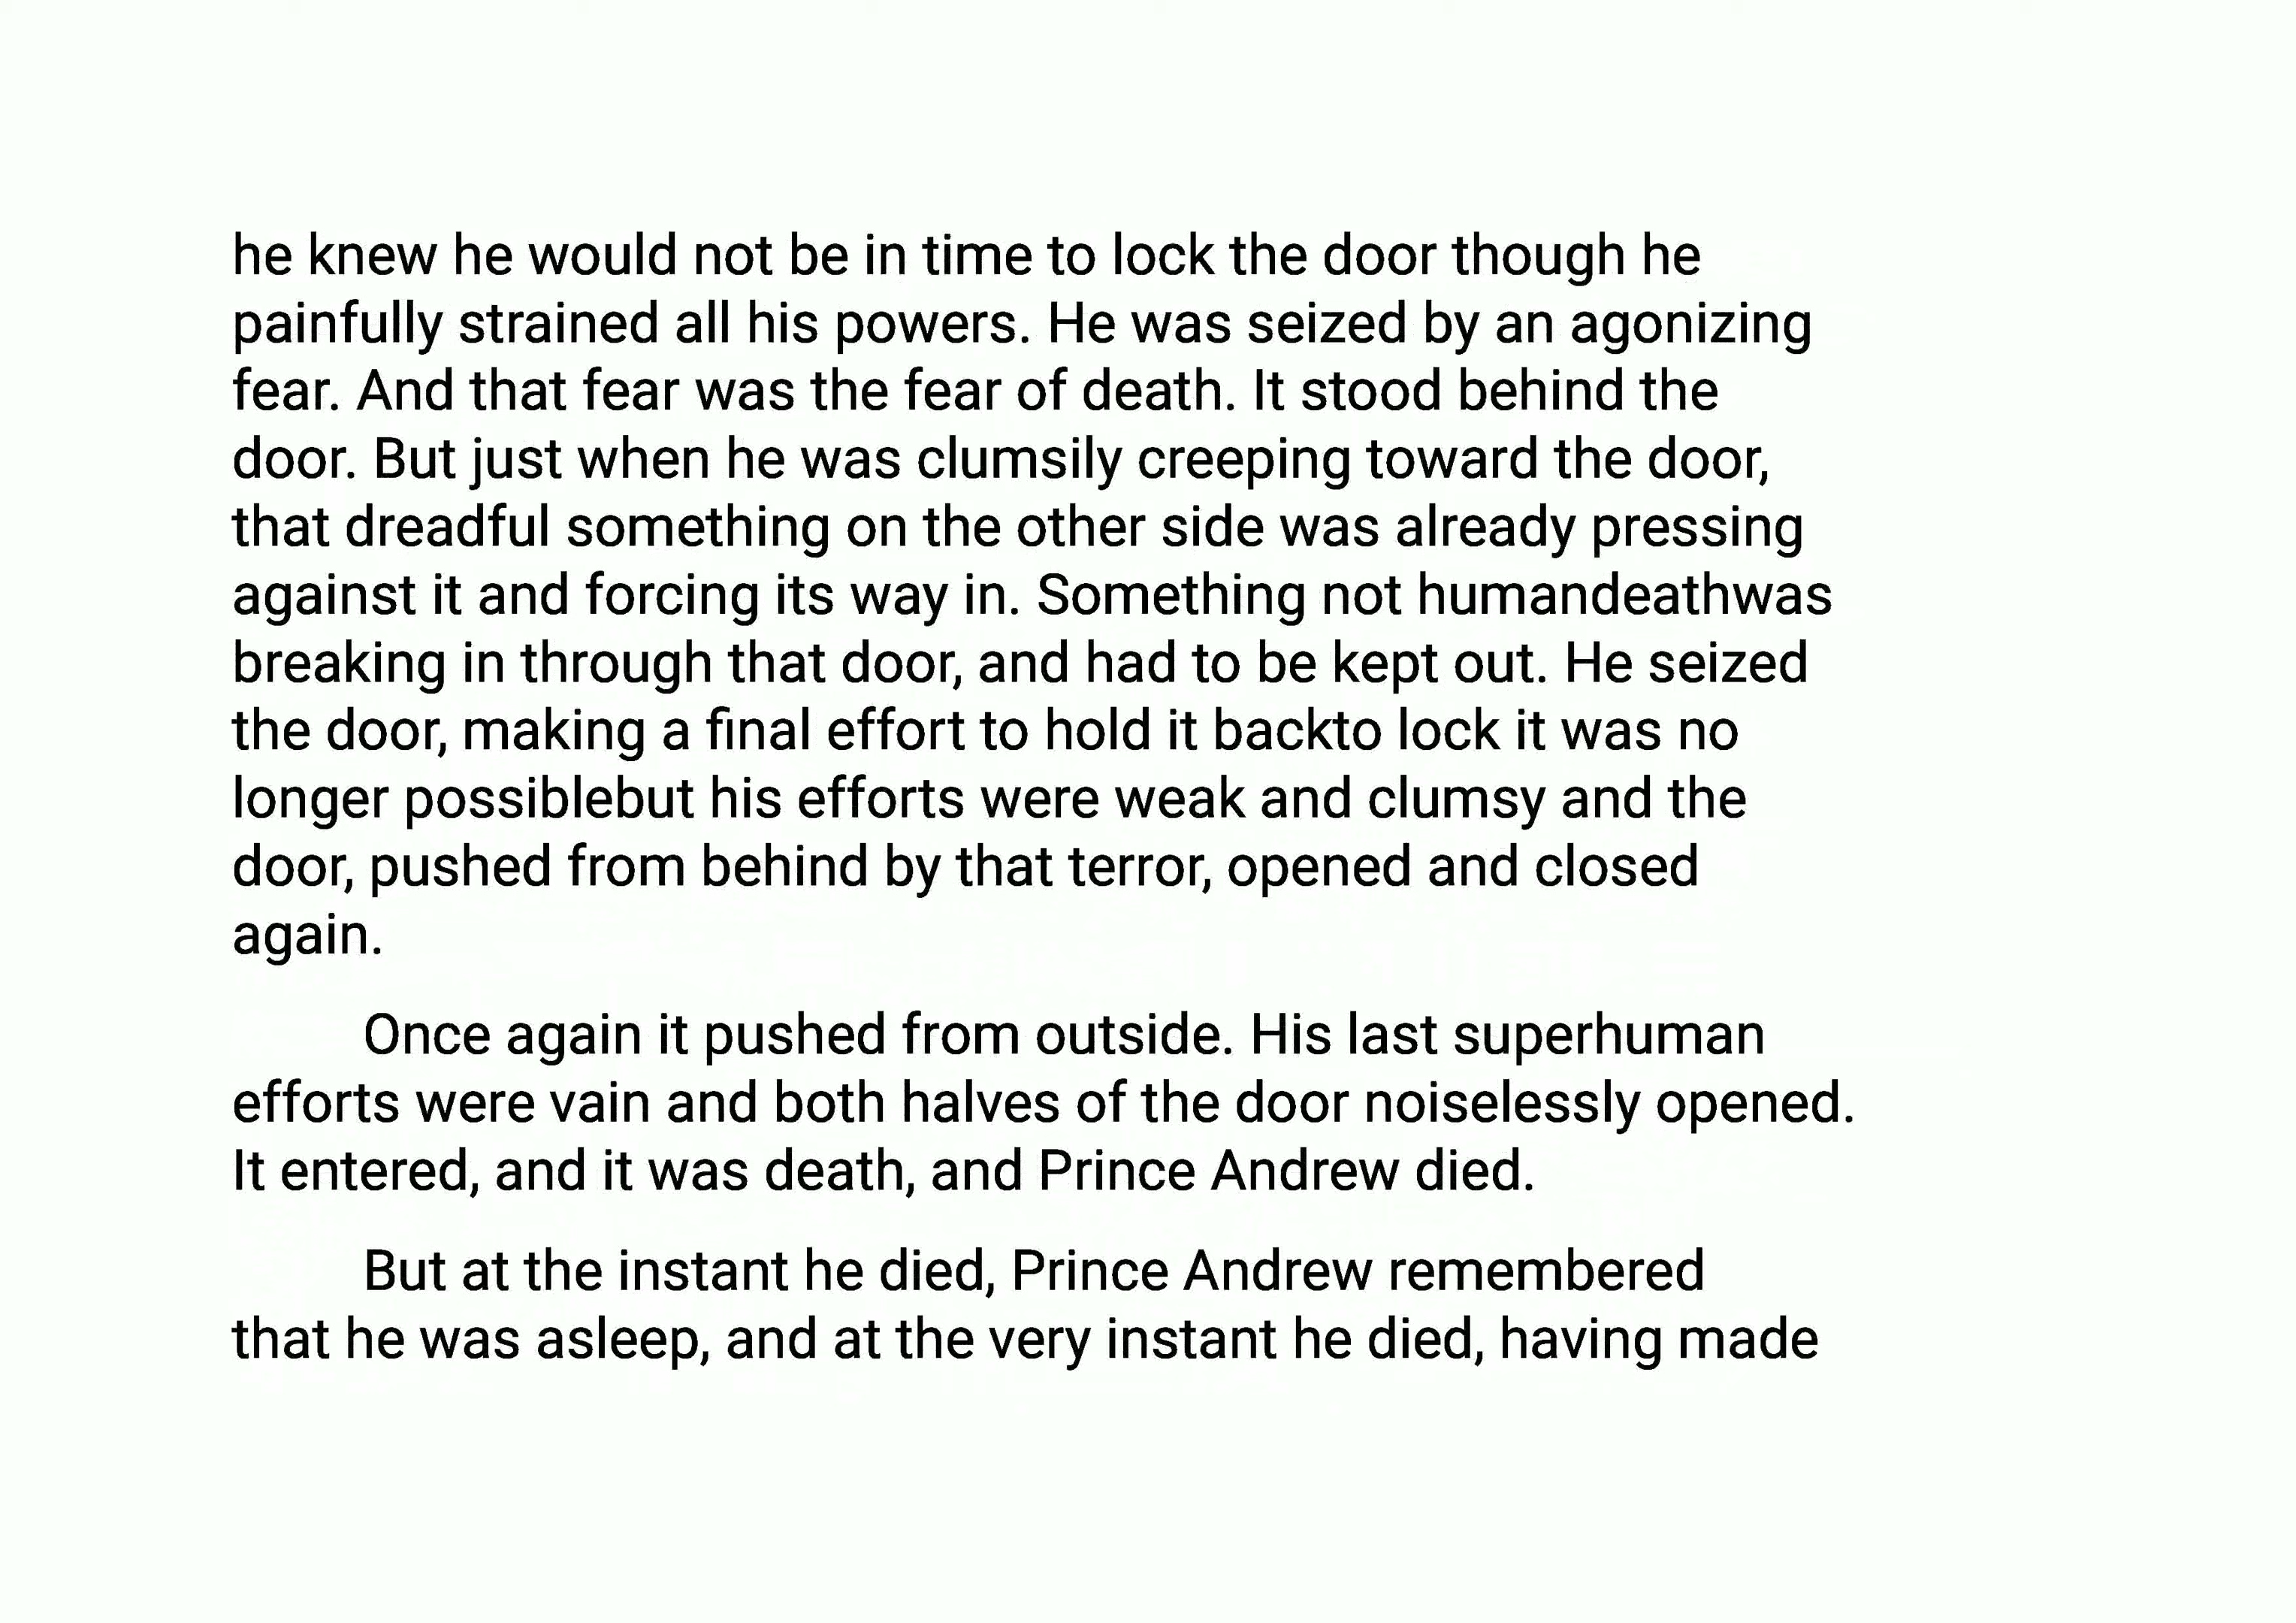 he knew he would not be in time to lock the door though he
painfully strained all his powers. He was seized by an agonizing
fear. And that fear was the fear of death. It stood behind the
door. But just when he was clumsily creeping toward the door,
that dreadful something on the other side was already pressing
against it and forcing its way in. Something not humandeathwas
breaking in through that door, and had to be kept out. He seized
the door, making a final effort to hold it backto lock it was no
longer possiblebut his efforts were weak and clumsy and the
door, pushed from behind by that terror, opened and closed
again.
Once again it pushed from outside. His last superhuman
efforts were vain and both halves of the door noiselessly opened.
It entered, and it was death, and Prince Andrew died.
But at the instant he died, Prince Andrew remembered
that he was asleep, and at the very instant he died, having made